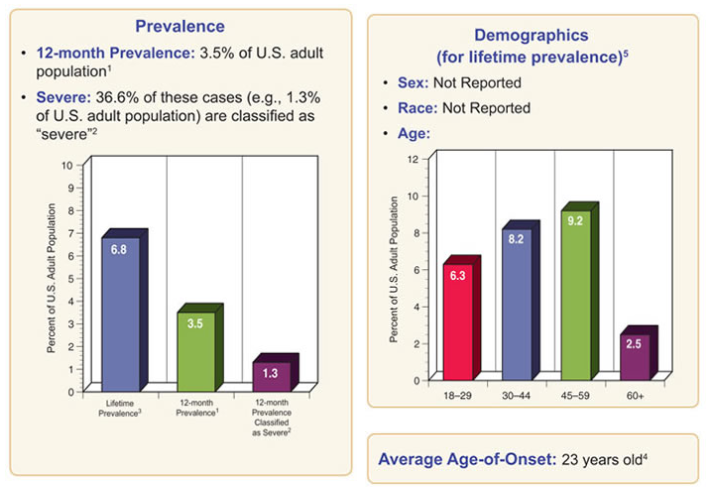 Prevalence
• 12-month Prevalence: 3.5% of U.S. adult
population¹
• Severe: 36.6% of these cases (e.g., 1.3%
of U.S. adult population) are classified as
“severe”²
Percent of U.S. Adult Population
10
9
8
7
6
5
4
3
2
1
0
6.8
3.5
1.3
Lifetime
Prevalence³
12-month
Prevalence¹
12-month
Prevalence
Classified
as Severe²
Demographics
(for lifetime prevalence)⁵
• Sex: Not Reported
• Race: Not Reported
• Age:
Percent of U.S. Adult Population
12
10
8
6
4
2
0
6.3
8.2
9.2
2.5
18–29
30–44
45–59
60+
Average Age-of-Onset: 23 years old⁴